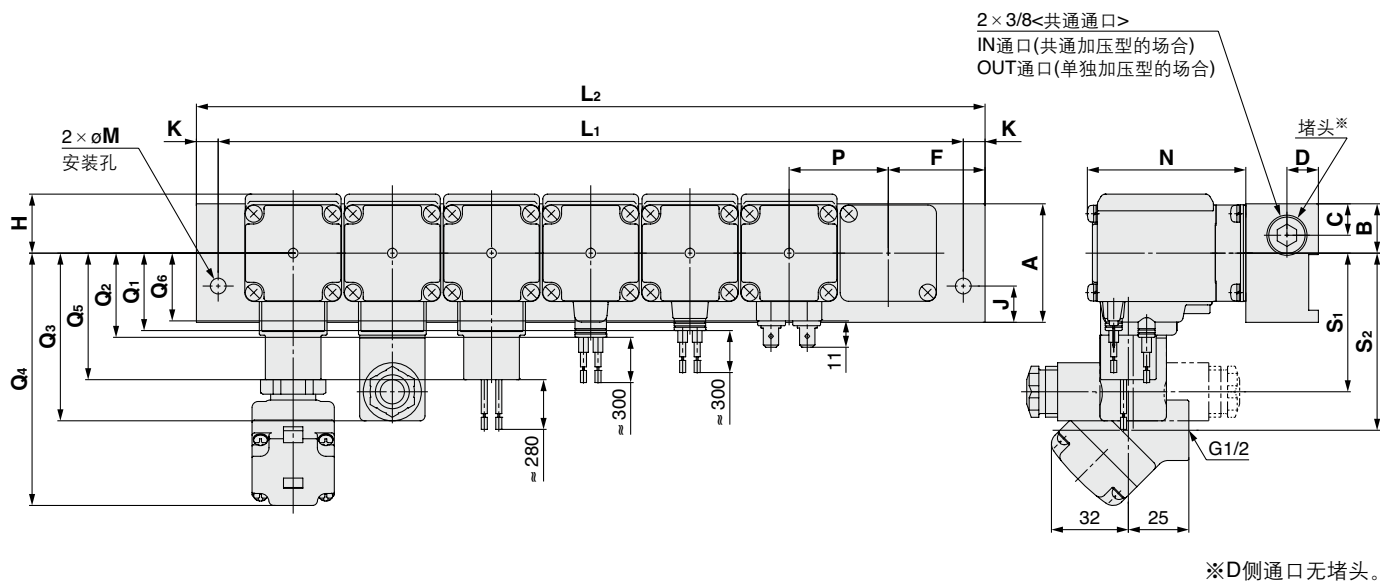 2×3/8<共通通口>
IN通口(共通加压型的场合)
OUT通口(单独加压型的场合)
L2
K
L1
K
2×øM
安装孔
P
F
N
堵头※
D
H
A
J
C
B
Q4
Q3
Q5
Q2
Q1
Q6
S1
S2
11
≈300
≈300
≈280
G1/2
32
25
※D侧通口无堵头。